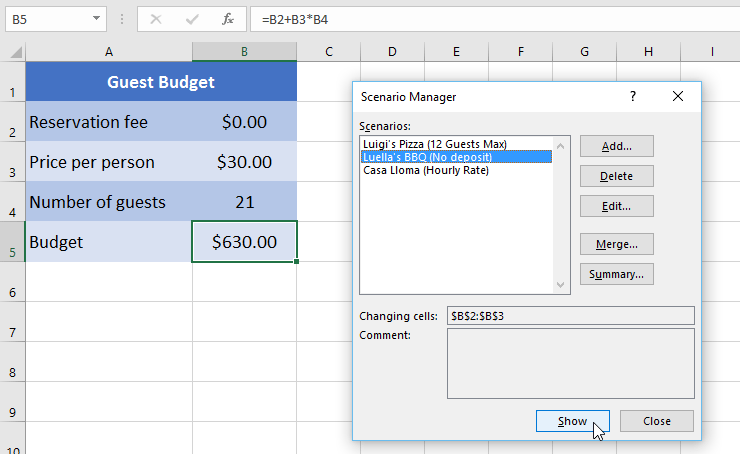 B5 fx =B2+B3*B4
A B C D E F G H I
1 Guest Budget
2 Reservation fee $0.00
3 Price per person $30.00
4 Number of guests 21
5 Budget $630.00
6
7
8
9
10
Scenario Manager ?
Scenarios:
Luigi's Pizza (12 Guests Max)
Luella's BBQ (No deposit)
Casa Lloma (Hourly Rate)
Add...
Delete
Edit...
Merge...
Summary...
Changing cells: $B$2:$B$3
Comment:
Show Close